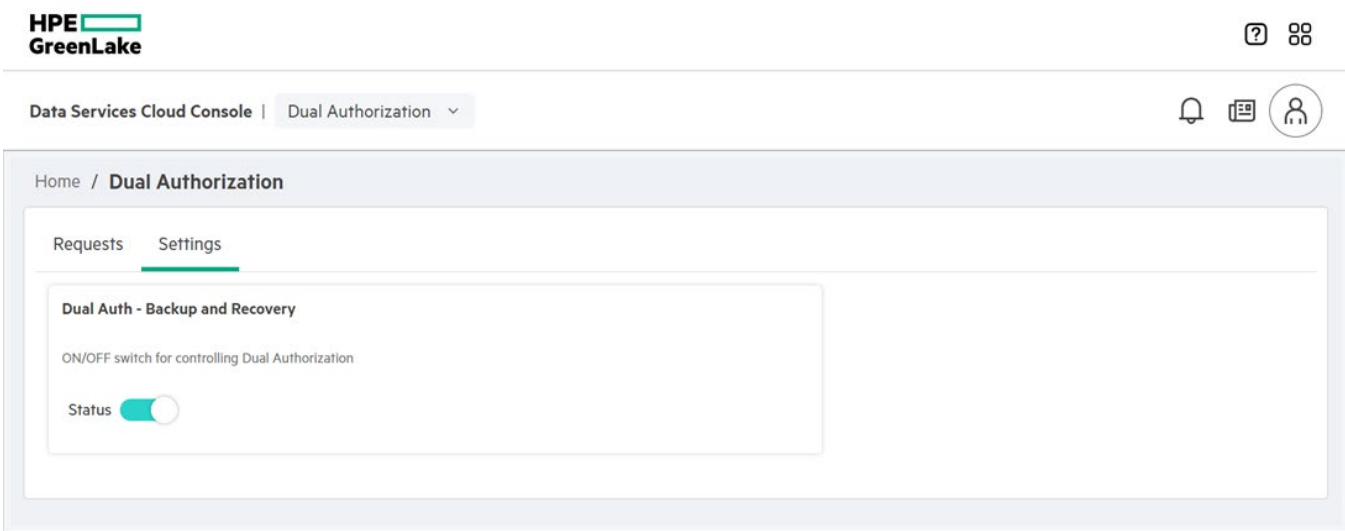 HPE
GreenLake
Data Services Cloud Console | Dual Authorization
Home / Dual Authorization
Requests Settings
Dual Auth - Backup and Recovery
ON/OFF switch for controlling Dual Authorization
Status